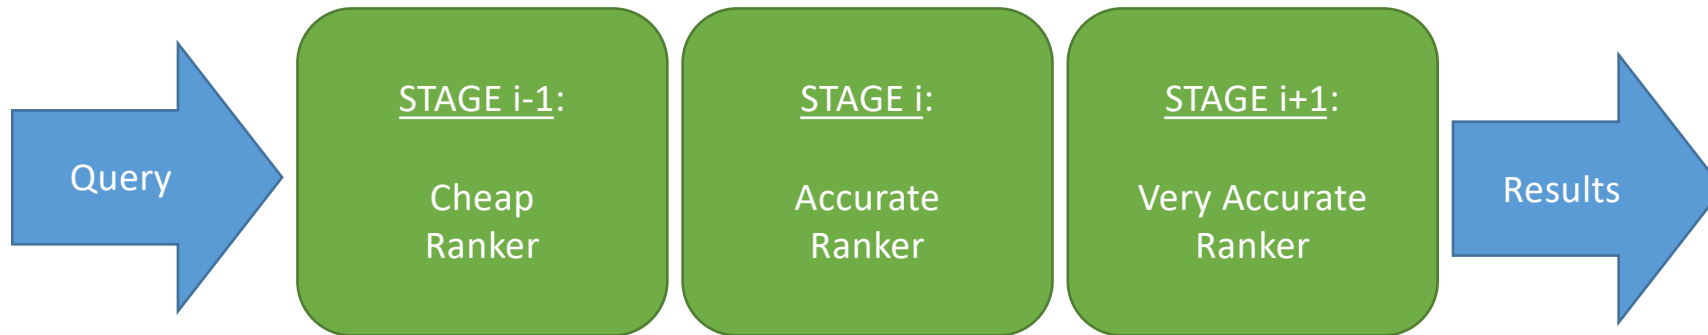 Query
STAGE i-1:
Cheap
Ranker
STAGE i:
Accurate
Ranker
STAGE i+1:
Very Accurate
Ranker
Results